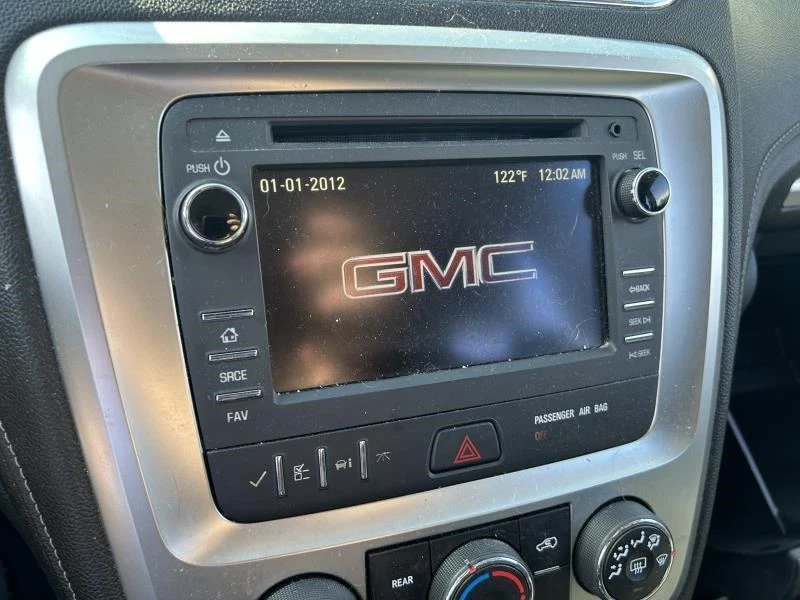 PUSH
PUSH SEL
01-01-2012 122°F 12:02 AM
GMC
BACK
SEEK
SEEK
SRCE
FAV
PASSENGER AIR BAG
OFF
REAR